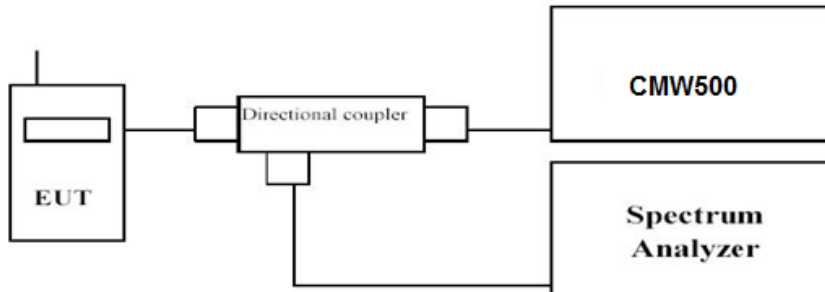 CMW500
Directional coupler
EUT
Spectrum
Analyzer